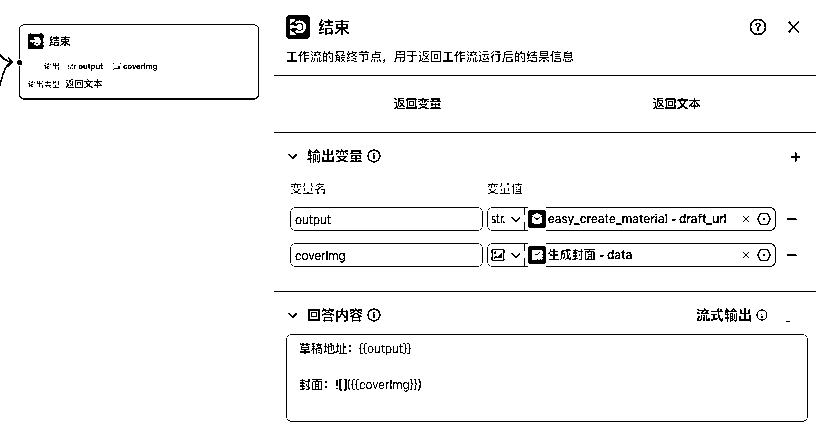 结束
输出 str. output coverImg
输出类型 返回文本
结束
工作流的最终节点，用于返回工作流运行后的结果信息
返回变量 返回文本
输出变量
变量名 变量值
output str. easy_create_material - draft_url
coverImg 生成封面 - data
回答内容 流式输出
草稿地址：{{output}}
封面：![]({{coverImg}})